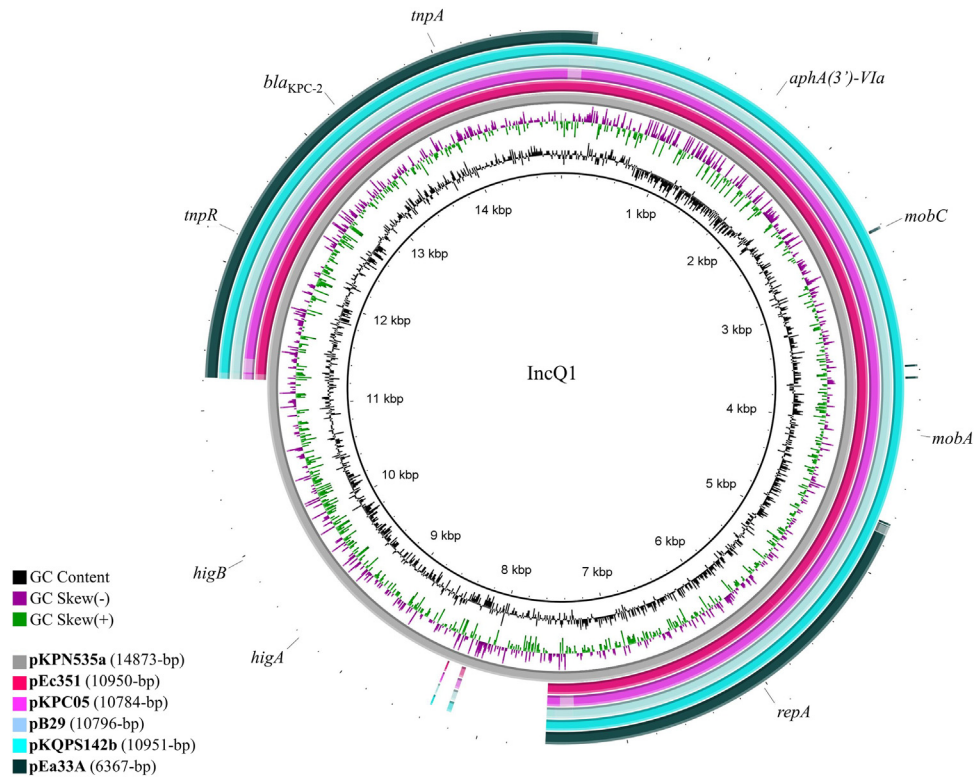 tnpA
blaKPC-2
aphA(3')-VIa
tnpR
mobC
14 kbp
1 kbp
13 kbp
2 kbp
12 kbp
3 kbp
IncQ1
11 kbp
4 kbp
mobA
10 kbp
5 kbp
9 kbp
6 kbp
8 kbp
7 kbp
higB
higA
repA
GC Content
GC Skew(-)
GC Skew(+)
pKPN535a (14873-bp)
pEc351 (10950-bp)
pKPC05 (10784-bp)
pB29 (10796-bp)
pKQPS142b (10951-bp)
pEa33A (6367-bp)